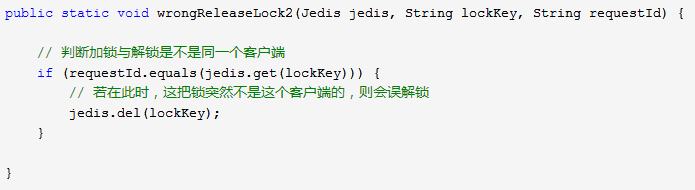 public static void wrongReleaseLock2(Jedis jedis, String lockKey, String requestId) {
// 判断加锁与解锁是不是同一个客户端
if (requestId.equals(jedis.get(lockKey))) {
// 若在此时，这把锁突然不是这个客户端的，则会误解锁
jedis.del(lockKey);
}
}